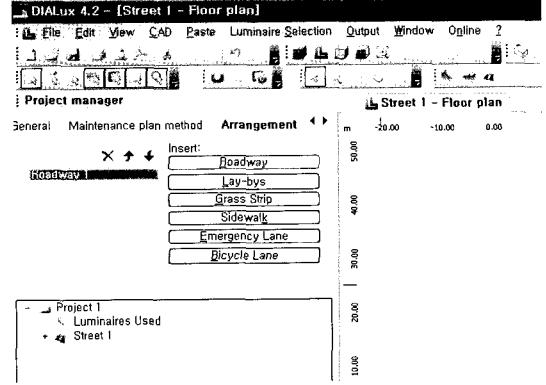 DIALux 4.2 - [Street 1 - Floor plan]
File Edit View CAD Paste Luminaire Selection Output Window Online ?
Project manager
Street 1 - Floor plan
General Maintenance plan method Arrangement
m -20.00 -10.00 0.00
Insert:
Roadway
Roadway 1
Lay-bys
Grass Strip
Sidewalk
Emergency Lane
Bicycle Lane
50.00
40.00
30.00
20.00
10.00
Project 1
Luminaires Used
Street 1